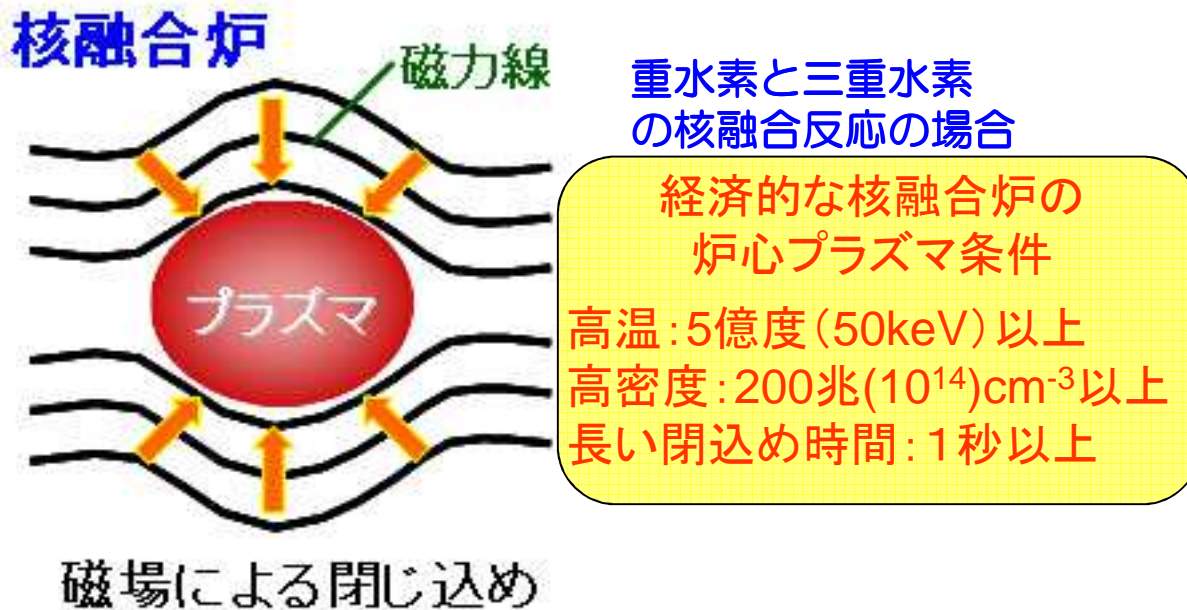 核融合炉
磁力線
プラズマ
磁場による閉じ込め
重水素と三重水素
の核融合反応の場合
経済的な核融合炉の
炉心プラズマ条件
高温:5億度(50keV)以上
高密度:200兆(10¹⁴)cm⁻³以上
長い閉込め時間:1秒以上